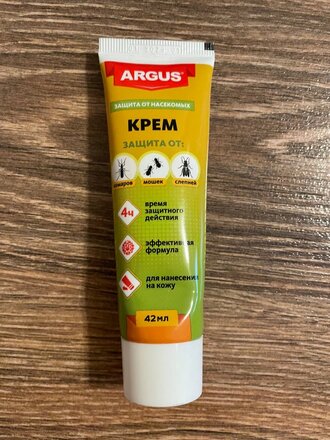 ARGUS
ЗАЩИТА ОТ НАСЕКОМЫХ
КРЕМ
ЗАЩИТА ОТ:
комаров мошек слепней
4ч
время
защитного
действия
эффективная
формула
для нанесения
на кожу
42мл